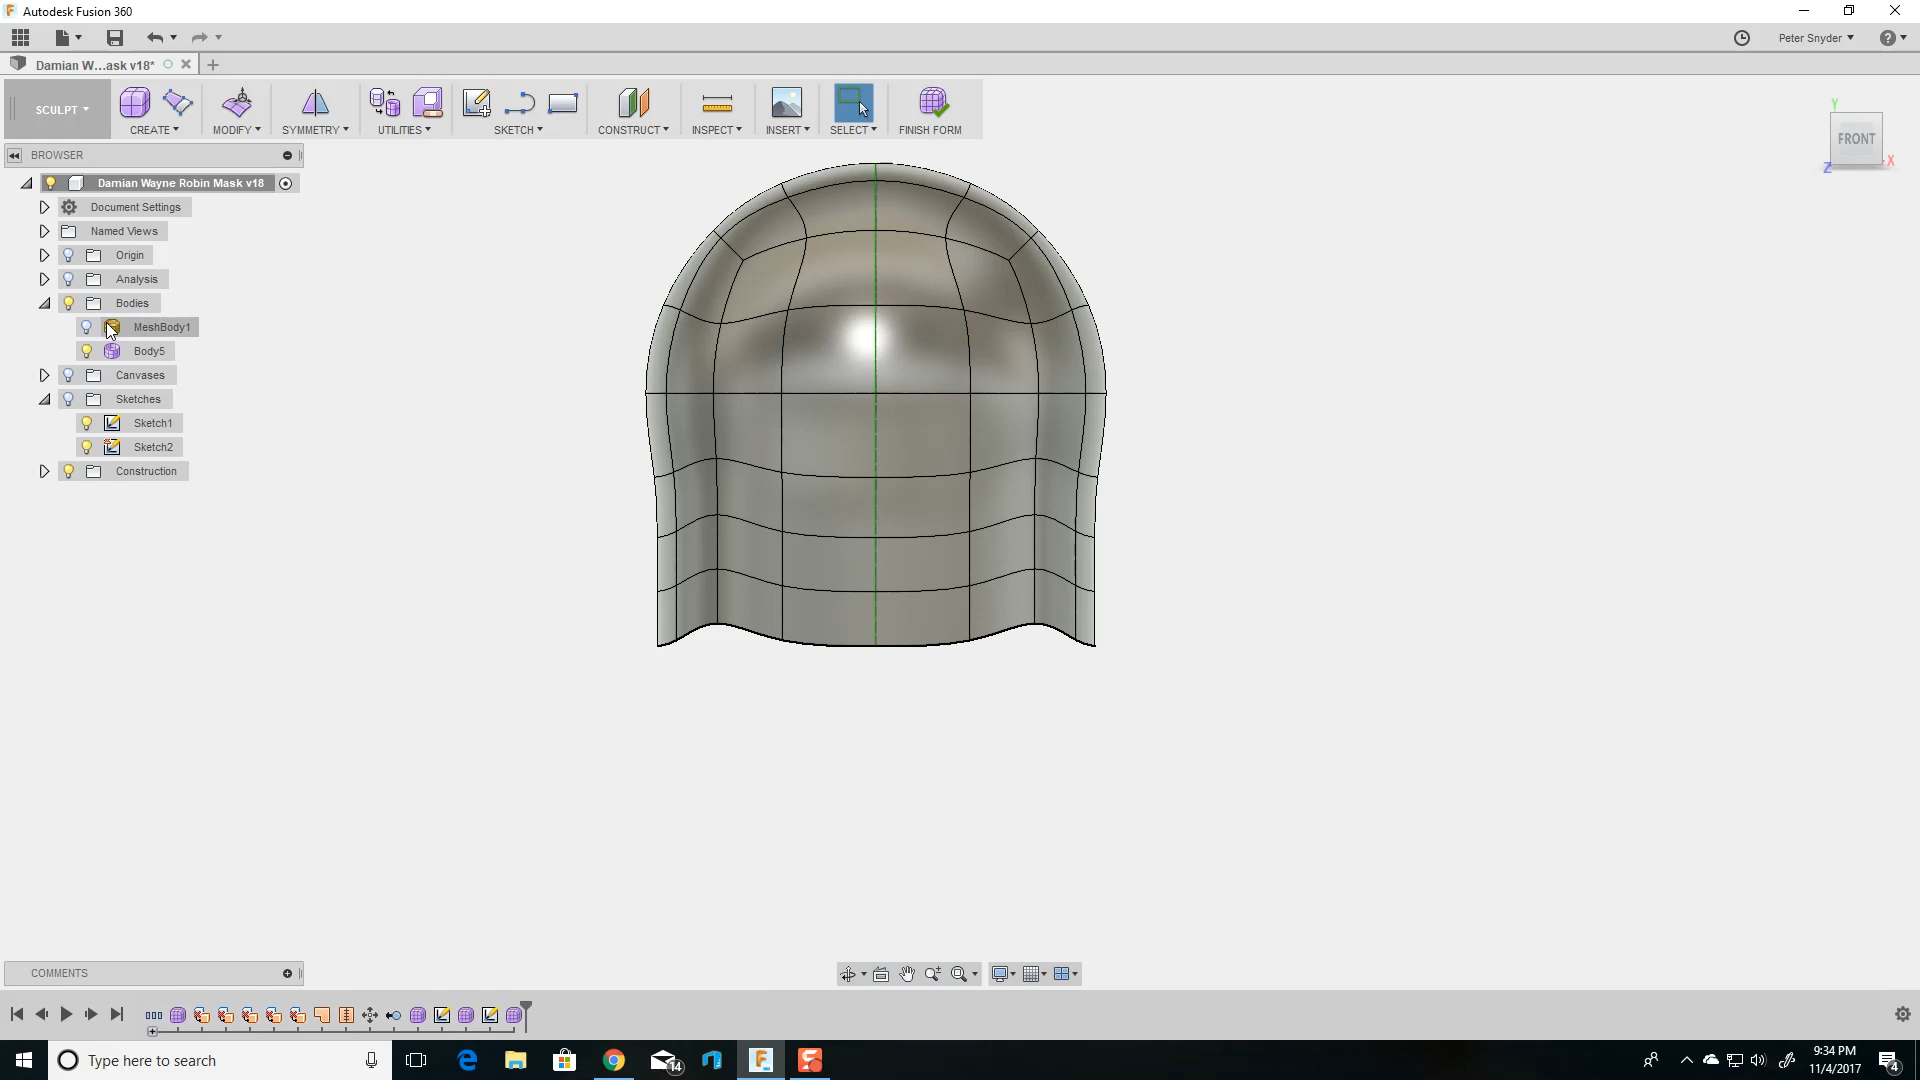 Autodesk Fusion 360
Peter Snyder
Damian W...ask v18*
SCULPT
CREATE
MODIFY
SYMMETRY
UTILITIES
SKETCH
CONSTRUCT
INSPECT
INSERT
SELECT
FINISH FORM
BROWSER
Damian Wayne Robin Mask v18
Document Settings
Named Views
Origin
Analysis
Bodies
MeshBody1
Body5
Canvases
Sketches
Sketch1
Sketch2
Construction
Y
FRONT
X
Z
COMMENTS
Type here to search
14
9:34 PM
11/4/2017
4